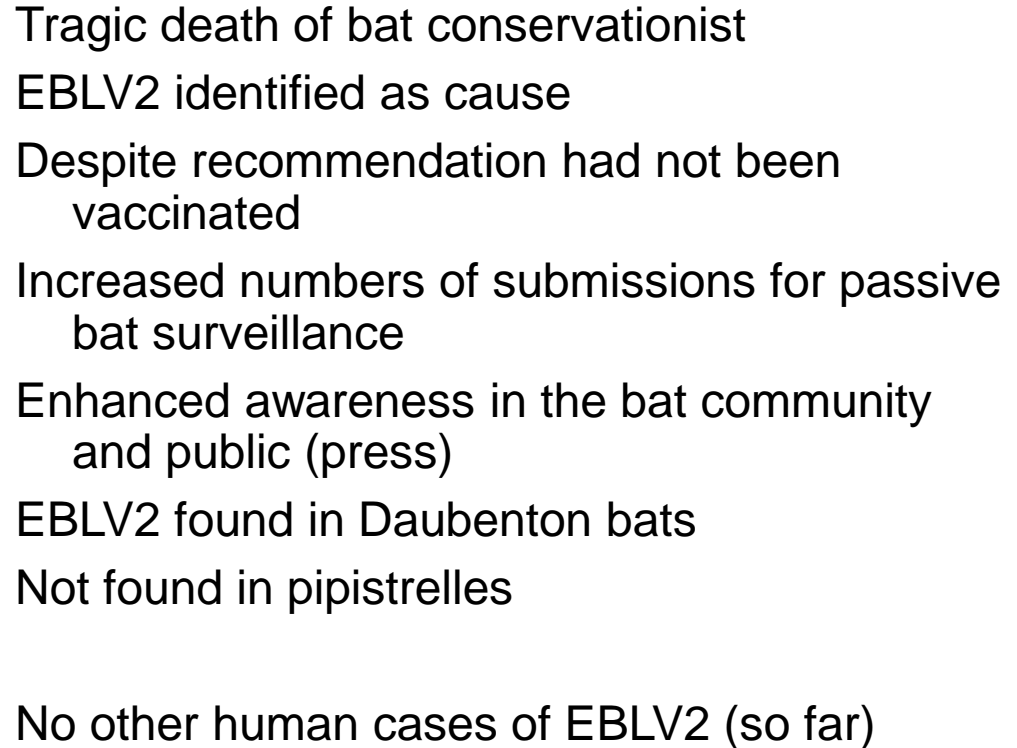 Tragic death of bat conservationist
EBLV2 identified as cause
Despite recommendation had not been
vaccinated
Increased numbers of submissions for passive
bat surveillance
Enhanced awareness in the bat community
and public (press)
EBLV2 found in Daubenton bats
Not found in pipistrelles
No other human cases of EBLV2 (so far)